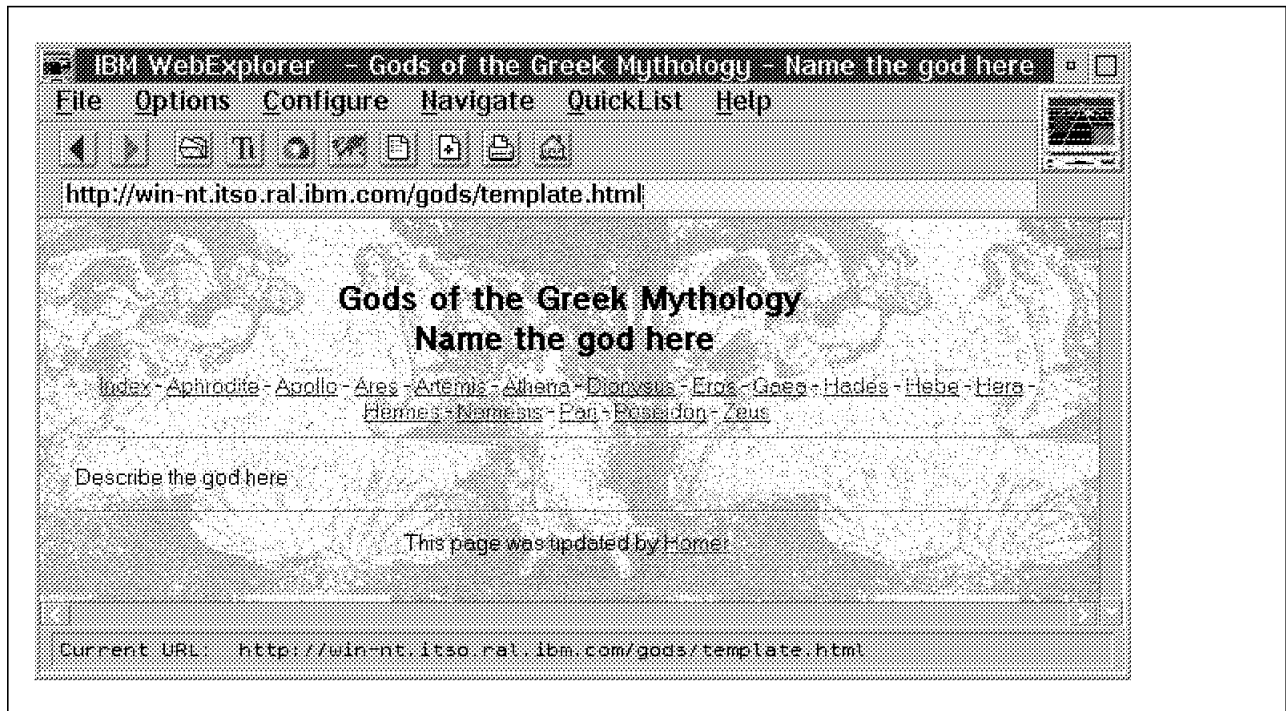 IBM WebExplorer - Gods of the Greek Mythology - Name the god here
File Options Configure Navigate QuickList Help
http://win-nt.itso.ral.ibm.com/gods/template.html
Gods of the Greek Mythology
Name the god here
Index - Aphrodite - Apollo - Ares - Artemis - Athena - Dionysus - Eros - Gaea - Hades - Hebe - Hera -
Hermes - Nemesis - Pan - Poseidon - Zeus
Describe the god here
This page was updated by Homer
Current URL: http://win-nt.itso.ral.ibm.com/gods/template.html